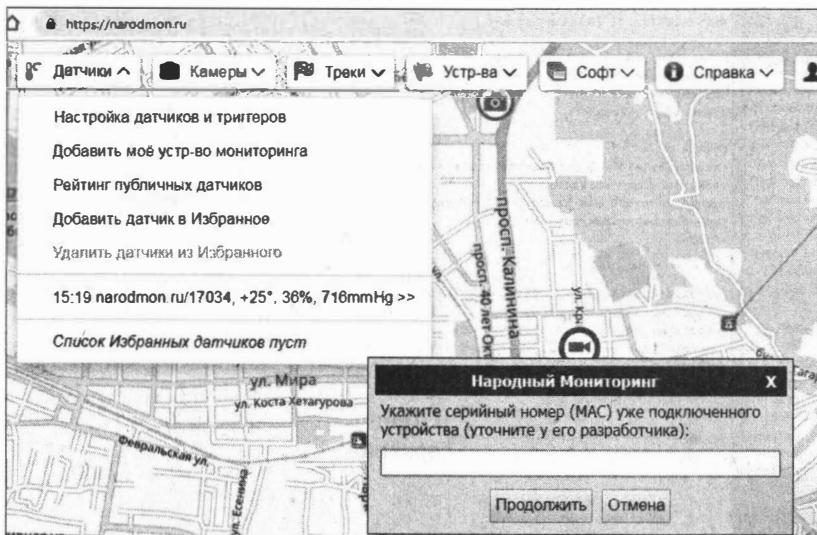 https://narodmon.ru
Датчики Камеры Треки Устр-ва Софт Справка
Настройка датчиков и триггеров
Добавить моё устр-во мониторинга
Рейтинг публичных датчиков
Добавить датчик в Избранное
Удалить датчики из Избранного
15:19 narodmon.ru/17034, +25°, 36%, 716mmHg >>
Список Избранных датчиков пуст
просп. Калинина
просп. 40 лет Окт
ул. Мира
ул. Коста Хетагурова
Февральская ул.
ул. Есенина
Народный Мониторинг X
Укажите серийный номер (MAC) уже подключенного
устройства (уточните у его разработчика):
Продолжить Отмена